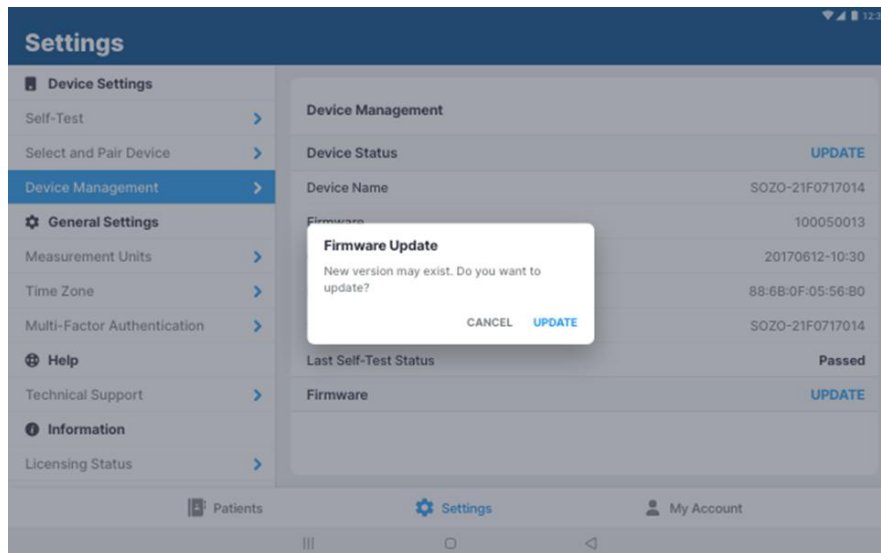 12:3
Settings
Device Settings
Self-Test
Select and Pair Device
Device Management
General Settings
Measurement Units
Time Zone
Multi-Factor Authentication
Help
Technical Support
Information
Licensing Status
Device Management
Device Status UPDATE
Device Name SOZO-21F0717014
Firmware 100050013
20170612-10:30
88:6B:0F:05:56:B0
SOZO-21F0717014
Last Self-Test Status Passed
Firmware UPDATE
Firmware Update
New version may exist. Do you want to
update?
CANCEL UPDATE
Patients Settings My Account